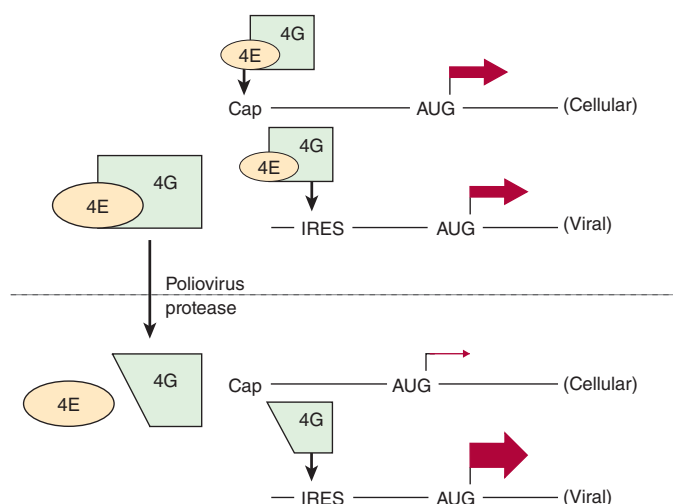 4G
4E
Cap AUG (Cellular)
4G
4E
4G
4E
IRES AUG (Viral)
Poliovirus
protease
4G
4E
Cap AUG (Cellular)
4G
IRES AUG (Viral)